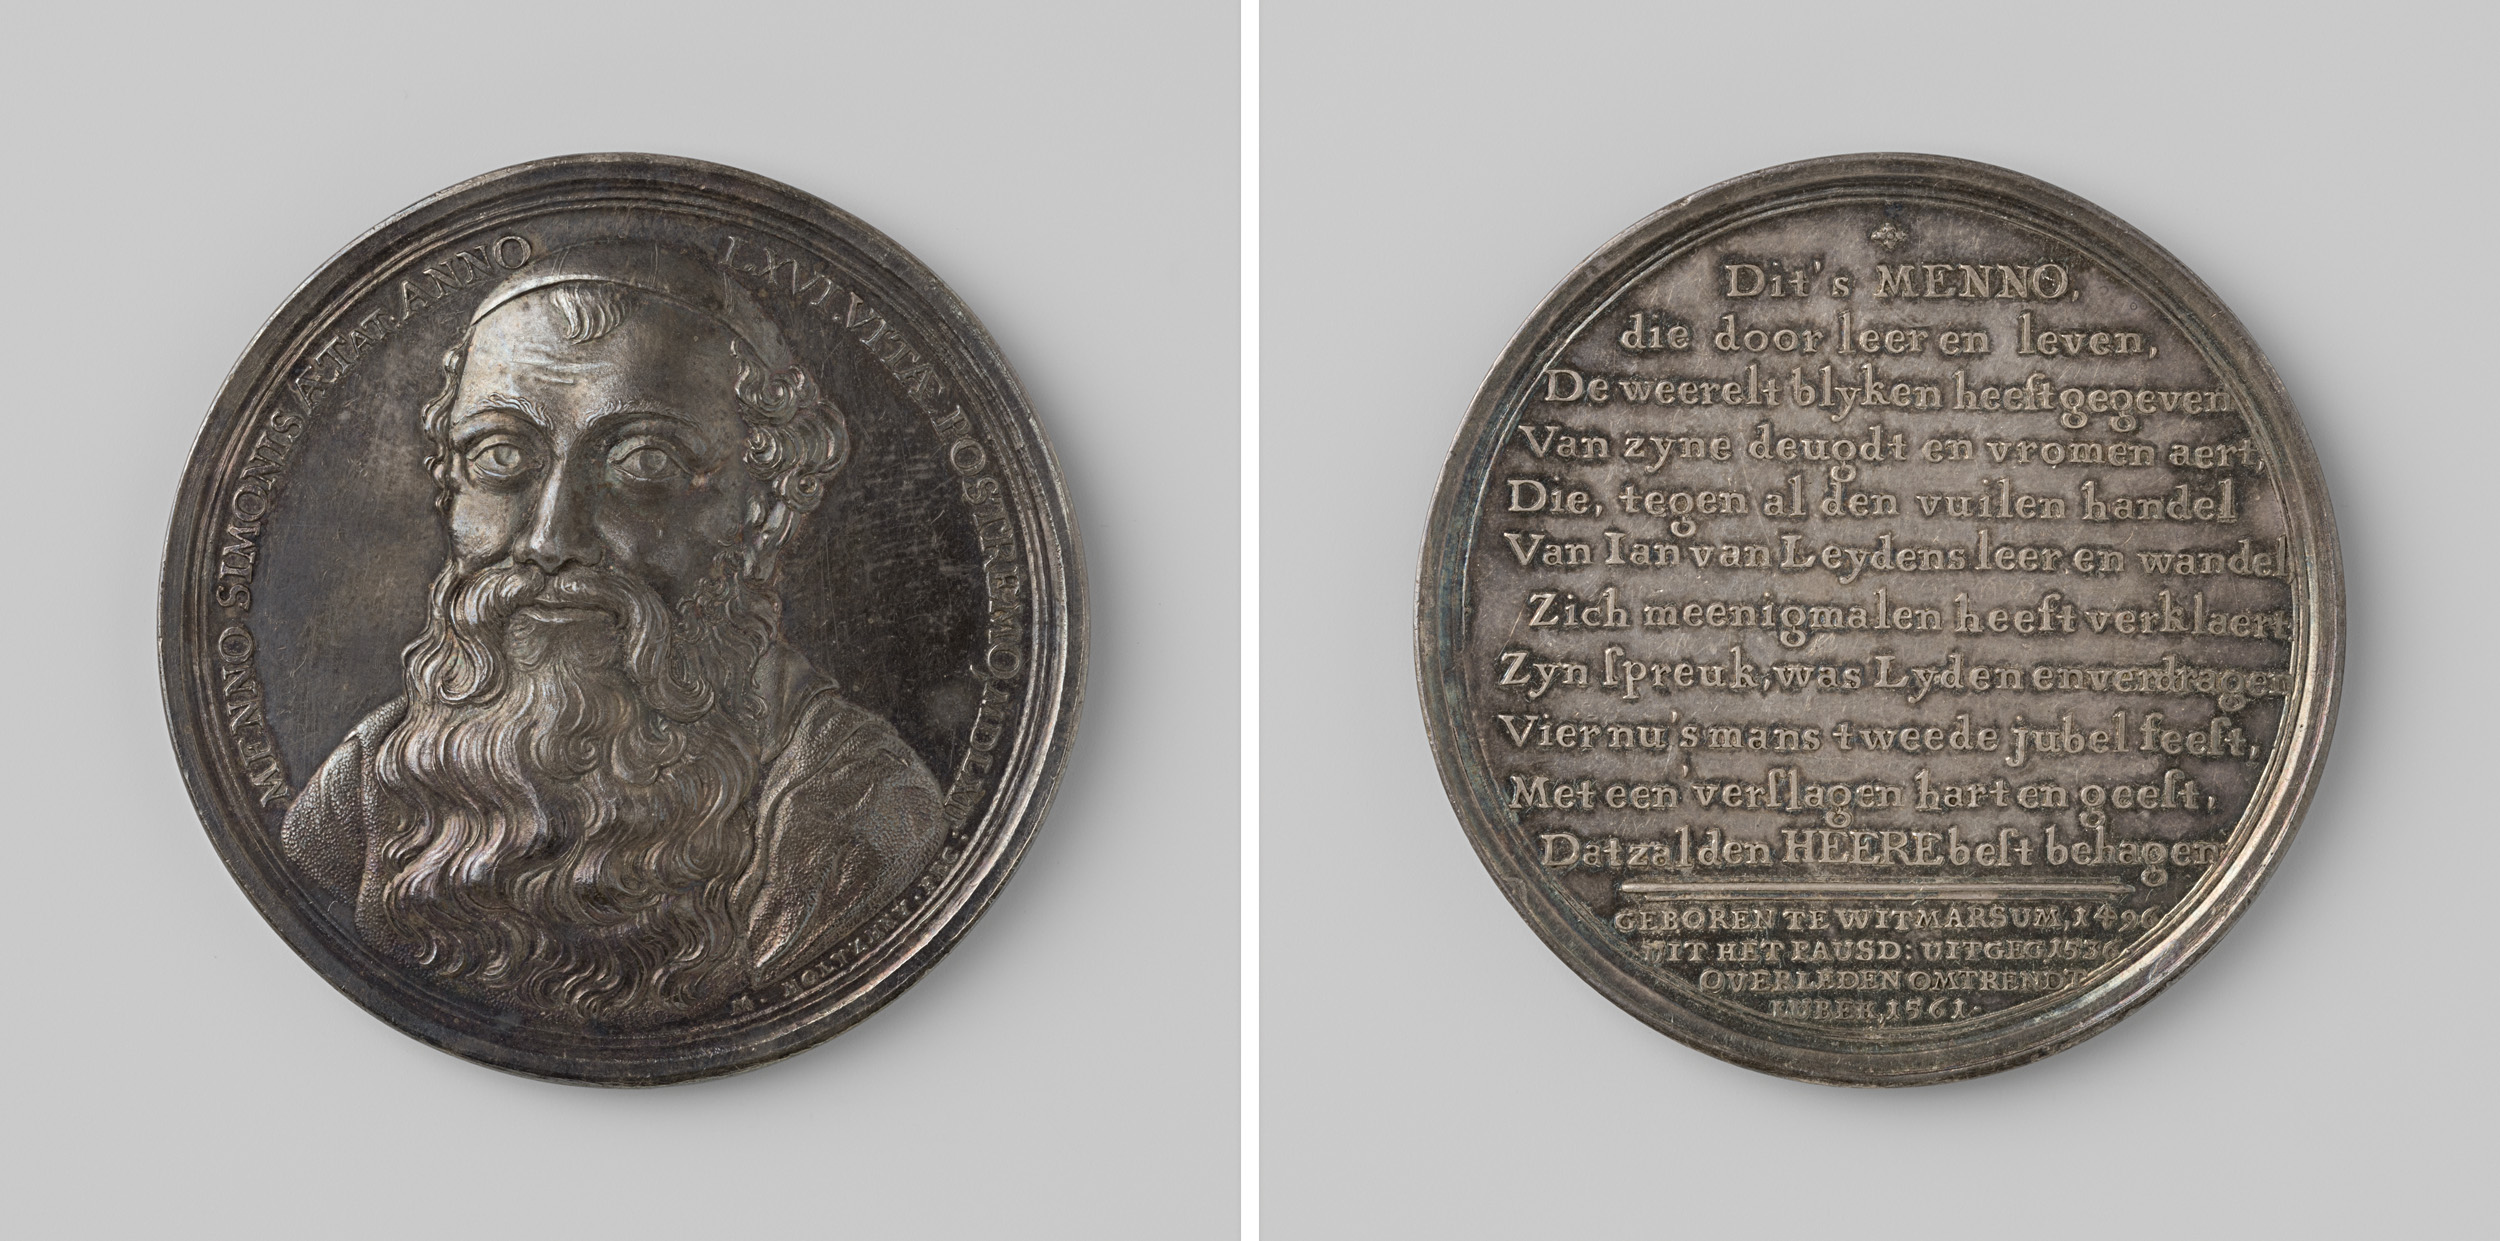 MENNO SIMONIS ÆTAT. ANNO LXVI. VITÆ. POSTREMO, MDLXI.
M. HOLTZHEY. FEC.
Dit's MENNO,
die door leer en leven,
De weerelt blyken heeft gegeven
Van zyne deugdt en vromen aert,
Die, tegen al den vuilen handel
Van Ian van Leydens leer en wandel
Zich meenigmalen heeft verklaert
Zyn ſpreuk, was Lyden en verdragen
Vier nu 's mans tweede jubel feeſt,
Met een verſlagen hart en geeſt,
Dat zal den HEERE beſt behagen
GEBOREN TE WITMARSUM, 1496
UIT HET PAUSD: UITGEG 1536
OVERLEDEN OMTRENDT
LUBEK, 1561.